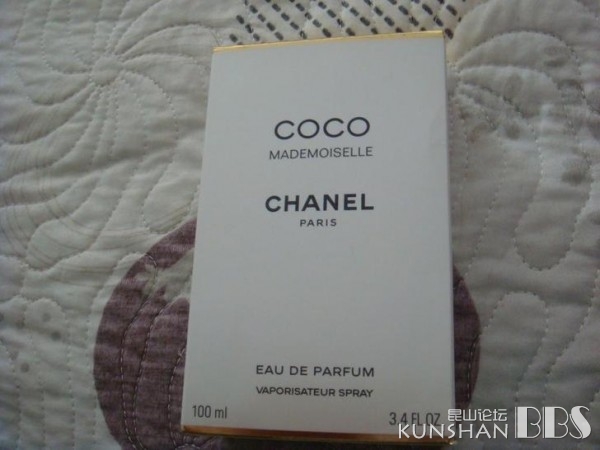 COCO
MADEMOISELLE
CHANEL
PARIS
EAU DE PARFUM
VAPORISATEUR SPRAY
100 ml 3.4 FL OZ
昆山论坛
KUNSHAN BBS